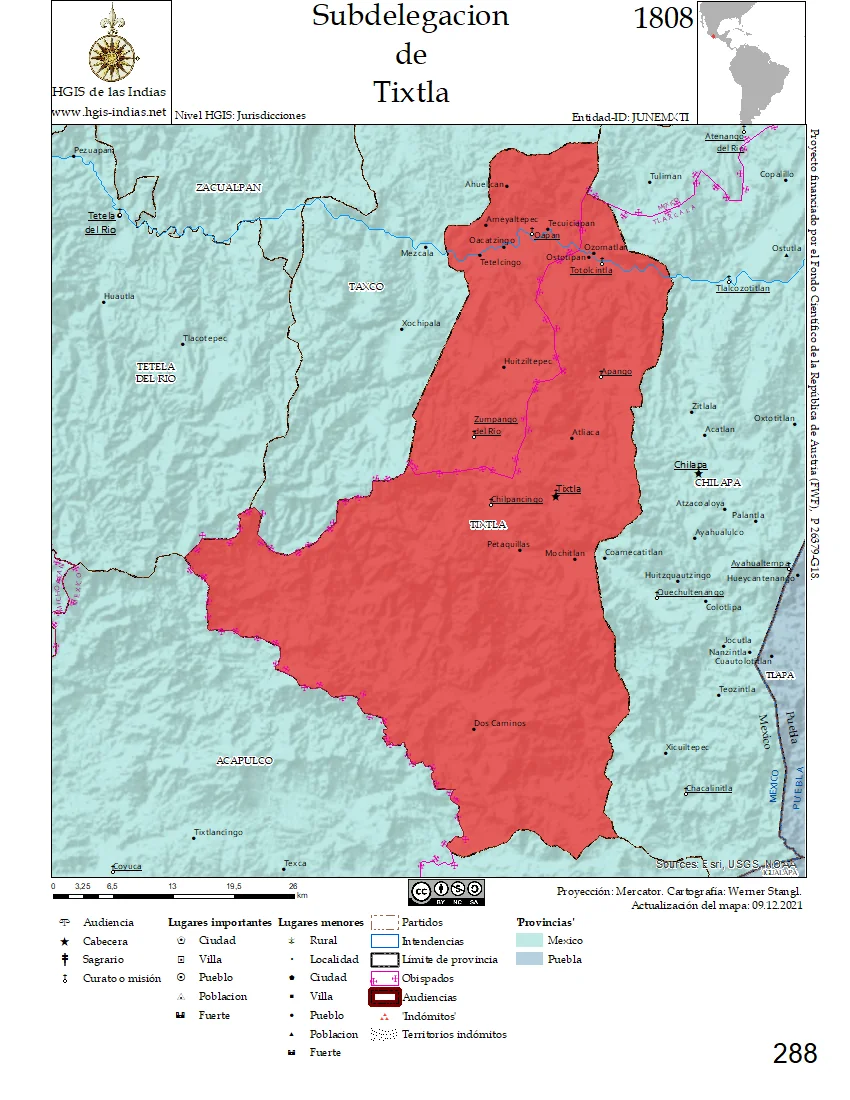 Subdelegacion
de
Tixtla
1808
HGIS de las Indias
www.hgis-indias.net
Nivel HGIS: Jurisdicciones
Entidad-ID: JUNEMXTI
Pezuapan
ZACUALPAN
Tetela
del Rio
Ahuelican
Atenango
del Rio
Tuliman
Copalillo
TLAXCALA
Ameyaltepec
Tecuiciapan
Oapan
Oacatzingo
Ozomatlan
Mezcala
Tetelcingo
Ostotipan
Totolcintla
Ostutla
TAXCO
Tlalcozotitlan
Huautla
Xochipala
Tlacotepec
TETELA
DEL RIO
Huitziltepec
Apango
Zitlala
Zumpango
del Rio
Atliaca
Acatlan
Oxtotitlan
Chilapa
CHILAPA
Tixtla
Chilpancingo
Atzacoaloya
Palantla
TIXTLA
Ayahualulco
Petaquillas
Mochitlan
Coamecatitlan
Ayahualtempa
Huitzquautzingo
Hueycantenango
MEXICO
Quechultenango
Colotlipa
Jocutla
Nanzintla
Cuautolotitlan
TLAPA
Teozintla
Dos Caminos
Mexico
Puebla
Xicuiltepec
ACAPULCO
MEXICO
PUEBLA
Chacalinitla
Tixtlancingo
Coyuca
Texca
Sources: Esri, USGS, NOAA
IGUALAPA
Proyecto financiado por el Fondo Científico de la República de Austria (FWF), P 26379-G18.
0 3,25 6,5 13 19,5 26
km
cc
BY NC SA
Proyección: Mercator. Cartografía: Werner Stangl.
Actualización del mapa: 09.12.2021
Audiencia
Cabecera
Sagrario
Curato o misión
Lugares importantes
Ciudad
Villa
Pueblo
Poblacion
Fuerte
Lugares menores
Rural
Localidad
Ciudad
Villa
Pueblo
Poblacion
Fuerte
Partidos
Intendencias
Límite de provincia
Obispados
Audiencias
'Indómitos'
Territorios indómitos
'Provincias'
Mexico
Puebla
288